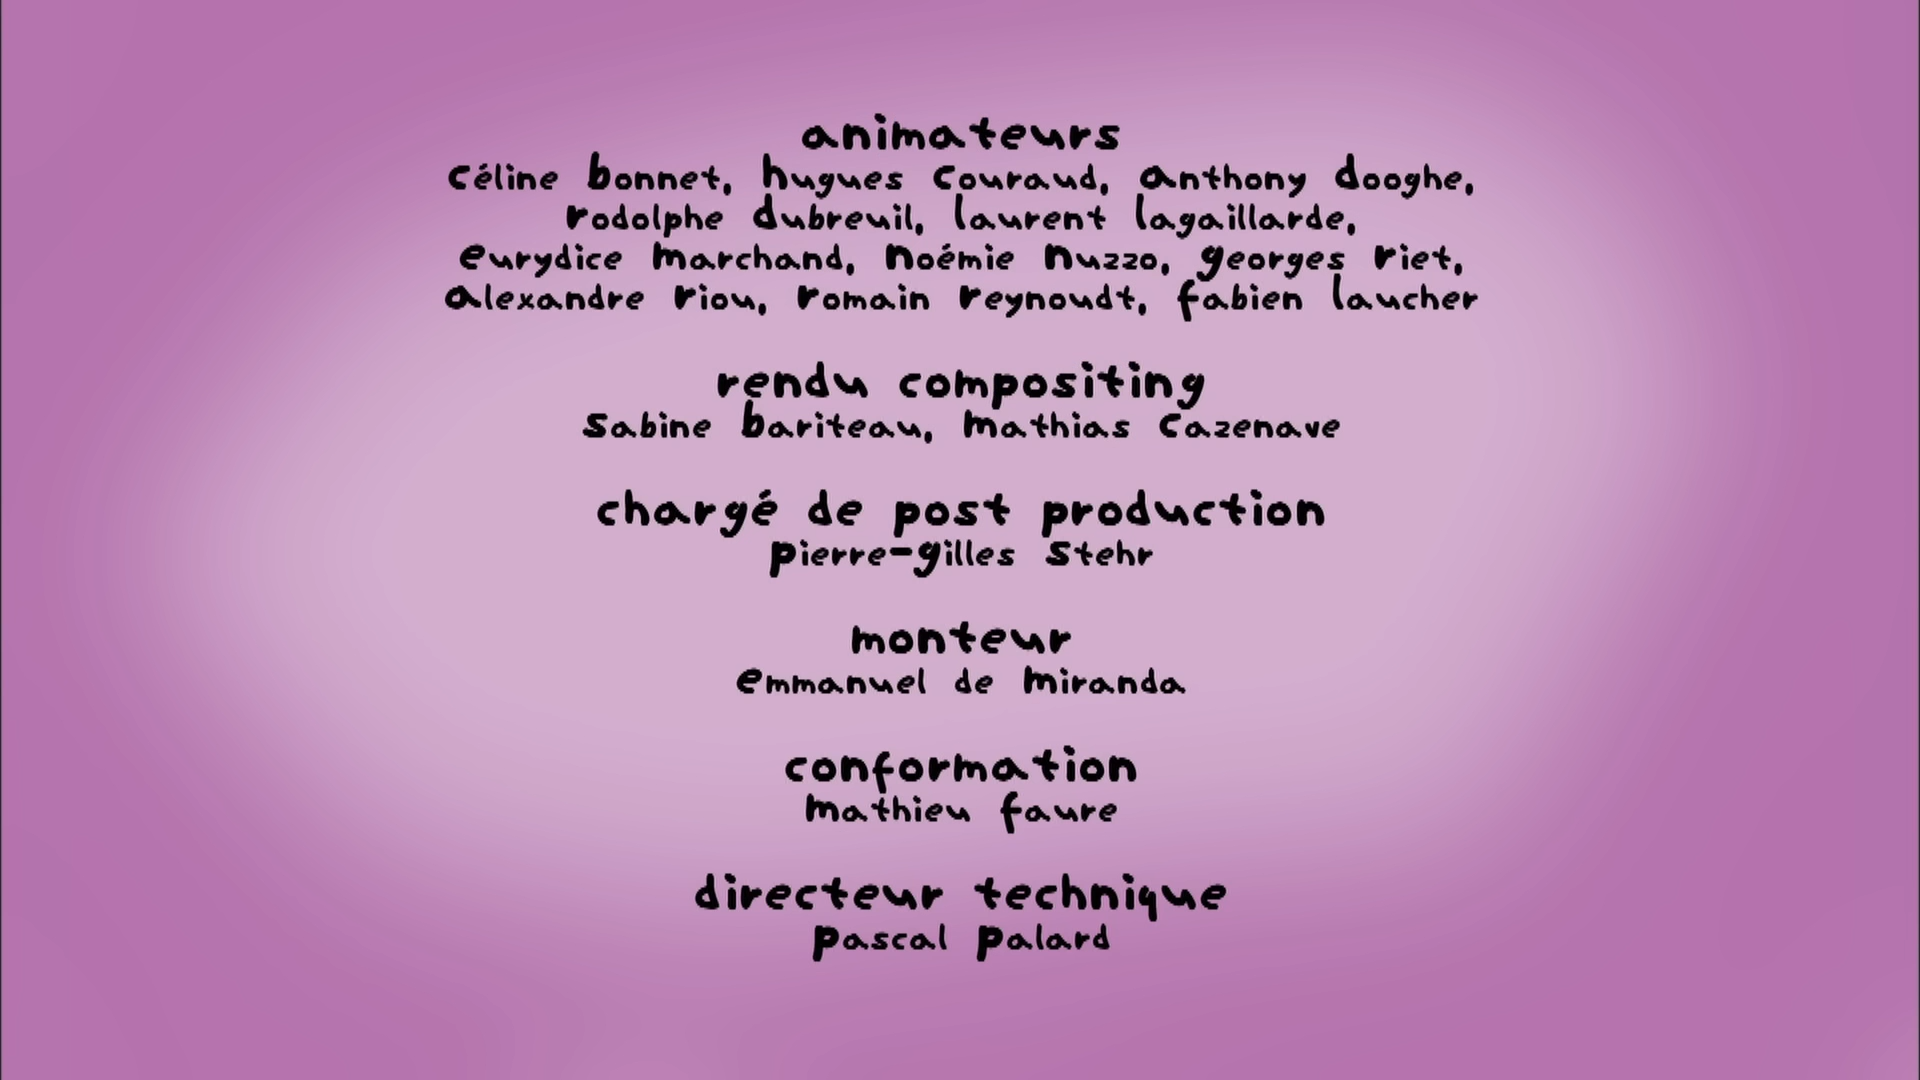 animateurs
céline bonnet, hugues couraud, anthony dooghe,
rodolphe dubreuil, laurent lagaillarde,
eurydice marchand, noémie nuzzo, georges riet,
alexandre riou, romain reynoudt, fabien laucher
rendu compositing
sabine bariteau, mathias cazenave
chargé de post production
pierre-gilles stehr
monteur
emmanuel de miranda
conformation
mathieu faure
directeur technique
pascal palard